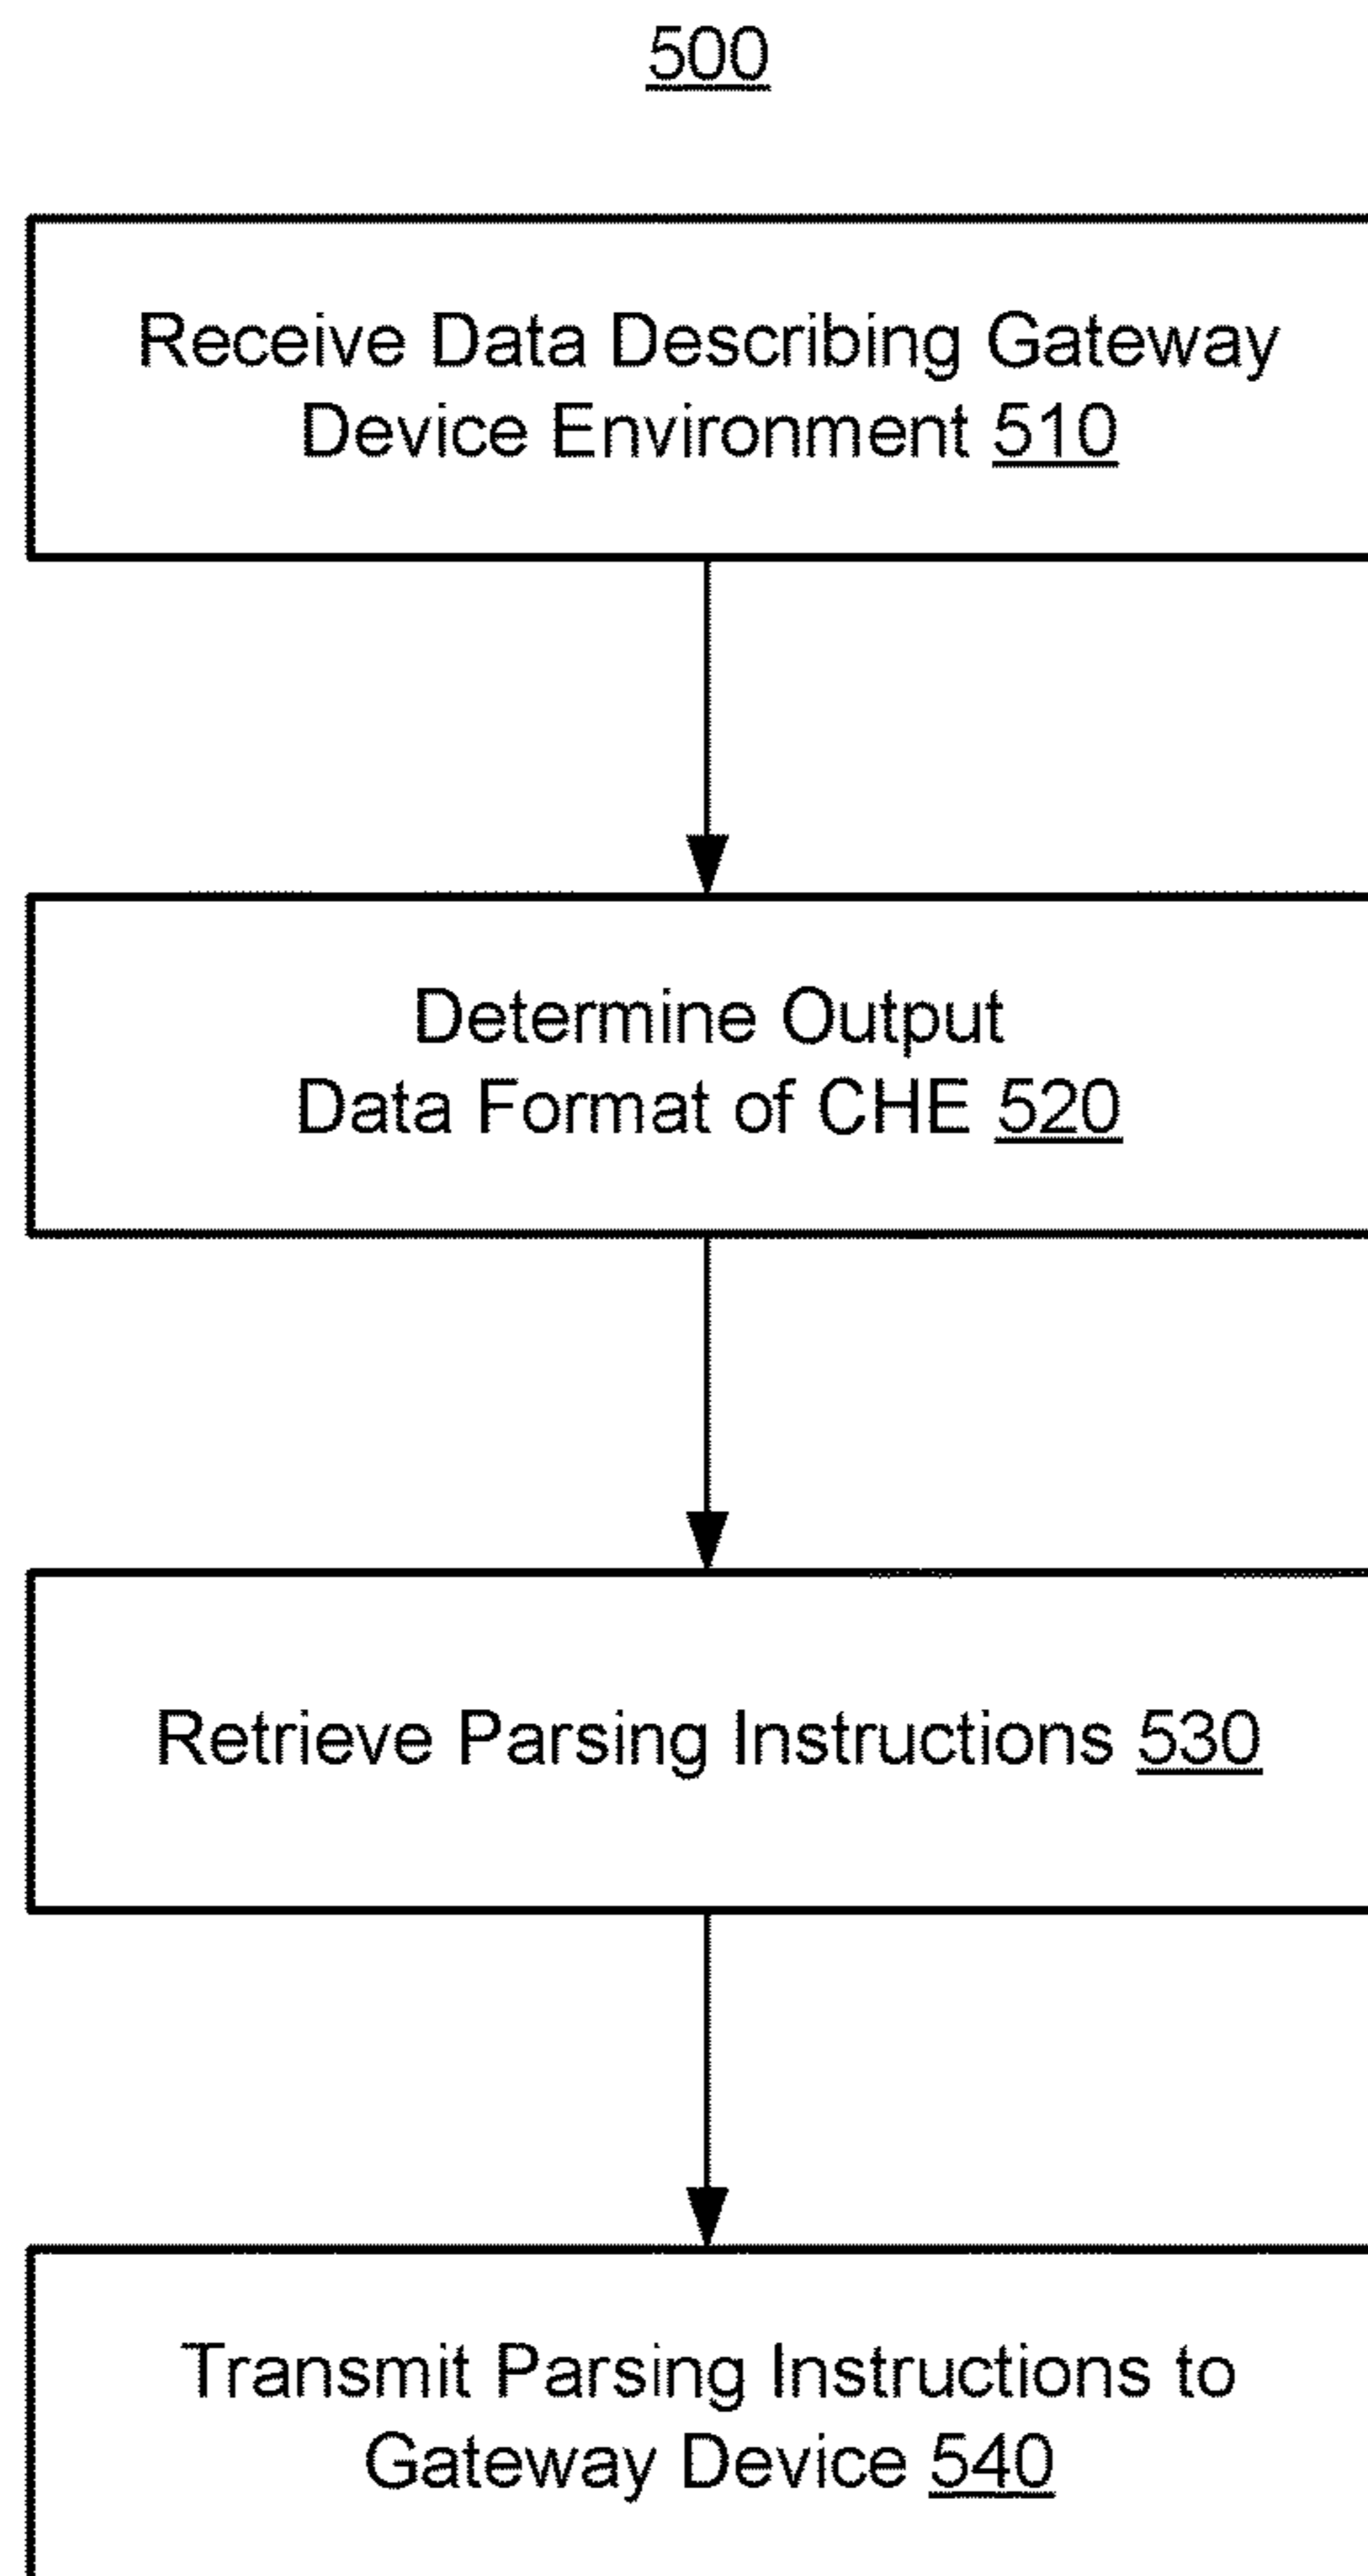 500
Receive Data Describing Gateway
Device Environment 510
Determine Output
Data Format of CHE 520
Retrieve Parsing Instructions 530
Transmit Parsing Instructions to
Gateway Device 540